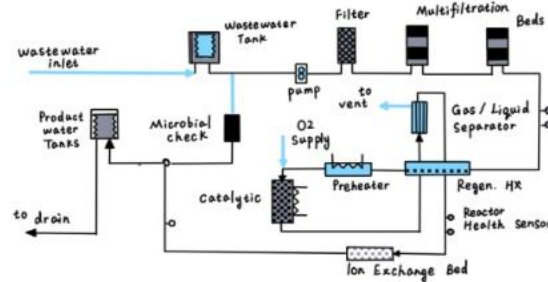 Wastewater
Tank
Filter
Multifiltration
Beds
Wastewater
inlet
pump
to
vent
Gas/Liquid
Separator
Product
water
Tanks
Microbial
check
O2
Supply
Catalytic
Preheater
Regen. HX
to drain
Reactor
Health Sensor
Ion Exchange Bed